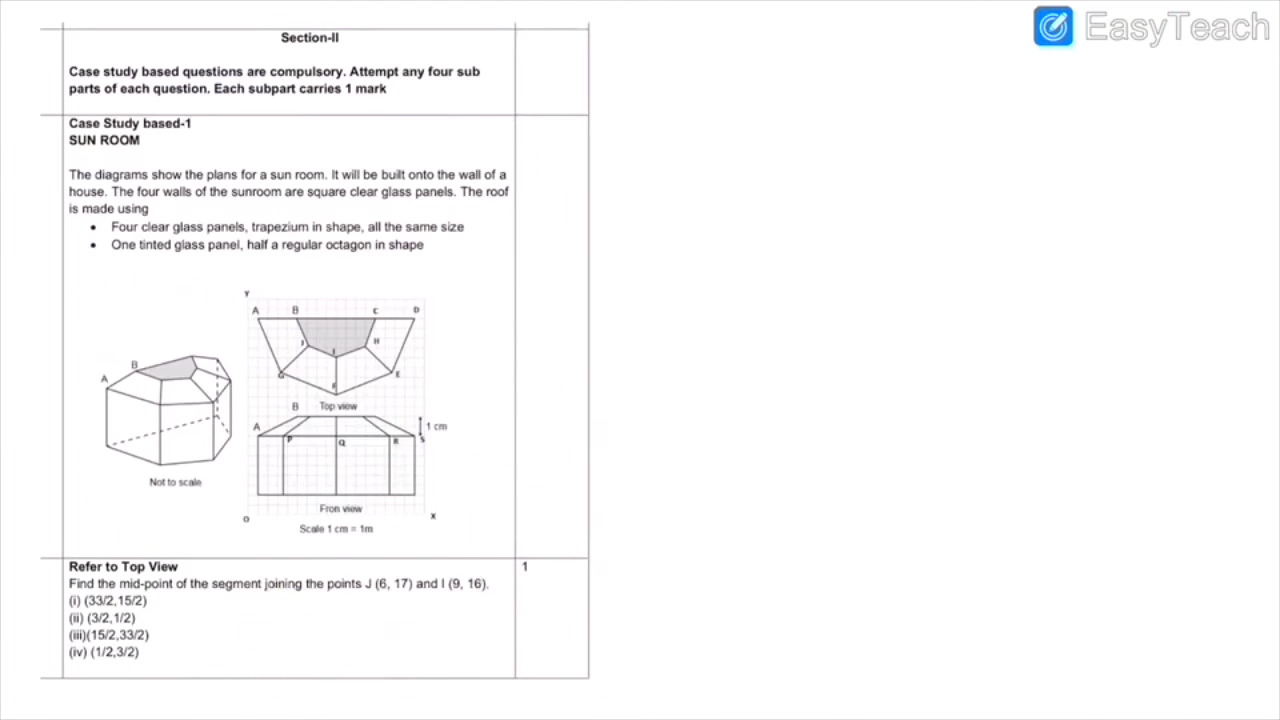 EasyTeach
Section-II
Case study based questions are compulsory. Attempt any four sub
parts of each question. Each subpart carries 1 mark
Case Study based-1
SUN ROOM
The diagrams show the plans for a sun room. It will be built onto the wall of a
house. The four walls of the sunroom are square clear glass panels. The roof
is made using
• Four clear glass panels, trapezium in shape, all the same size
• One tinted glass panel, half a regular octagon in shape
Y
A B C D
J I H
G F E
Top view
B
A
P Q R S
1 cm
Fron view
O X
Scale 1 cm = 1m
B
A
Not to scale
Refer to Top View
1
Find the mid-point of the segment joining the points J (6, 17) and I (9, 16).
(i) (33/2,15/2)
(ii) (3/2,1/2)
(iii)(15/2,33/2)
(iv) (1/2,3/2)